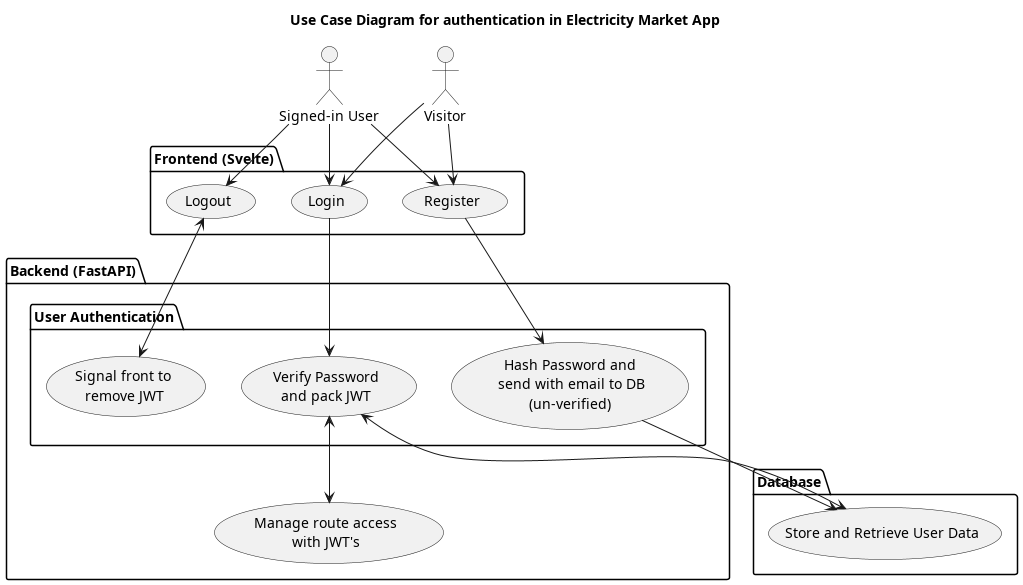 Use Case Diagram for authentication in Electricity Market App
Signed-in User
Visitor
Frontend (Svelte)
Logout
Login
Register
Backend (FastAPI)
User Authentication
Signal front to
remove JWT
Verify Password
and pack JWT
Hash Password and
send with email to DB
(un-verified)
Database
Manage route access
with JWT's
Store and Retrieve User Data